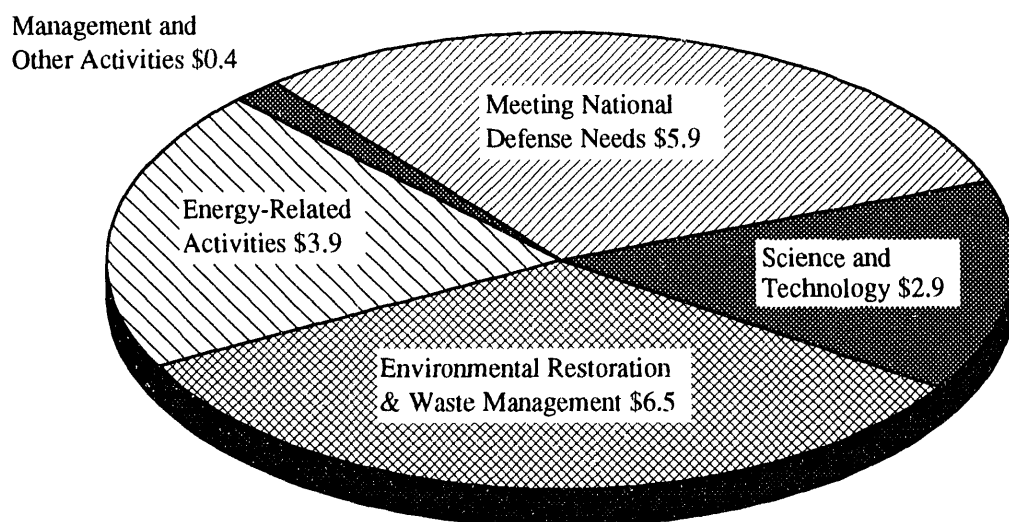 Management and
Other Activities $0.4
Meeting National
Defense Needs $5.9
Energy-Related
Activities $3.9
Science and
Technology $2.9
Environmental Restoration
& Waste Management $6.5